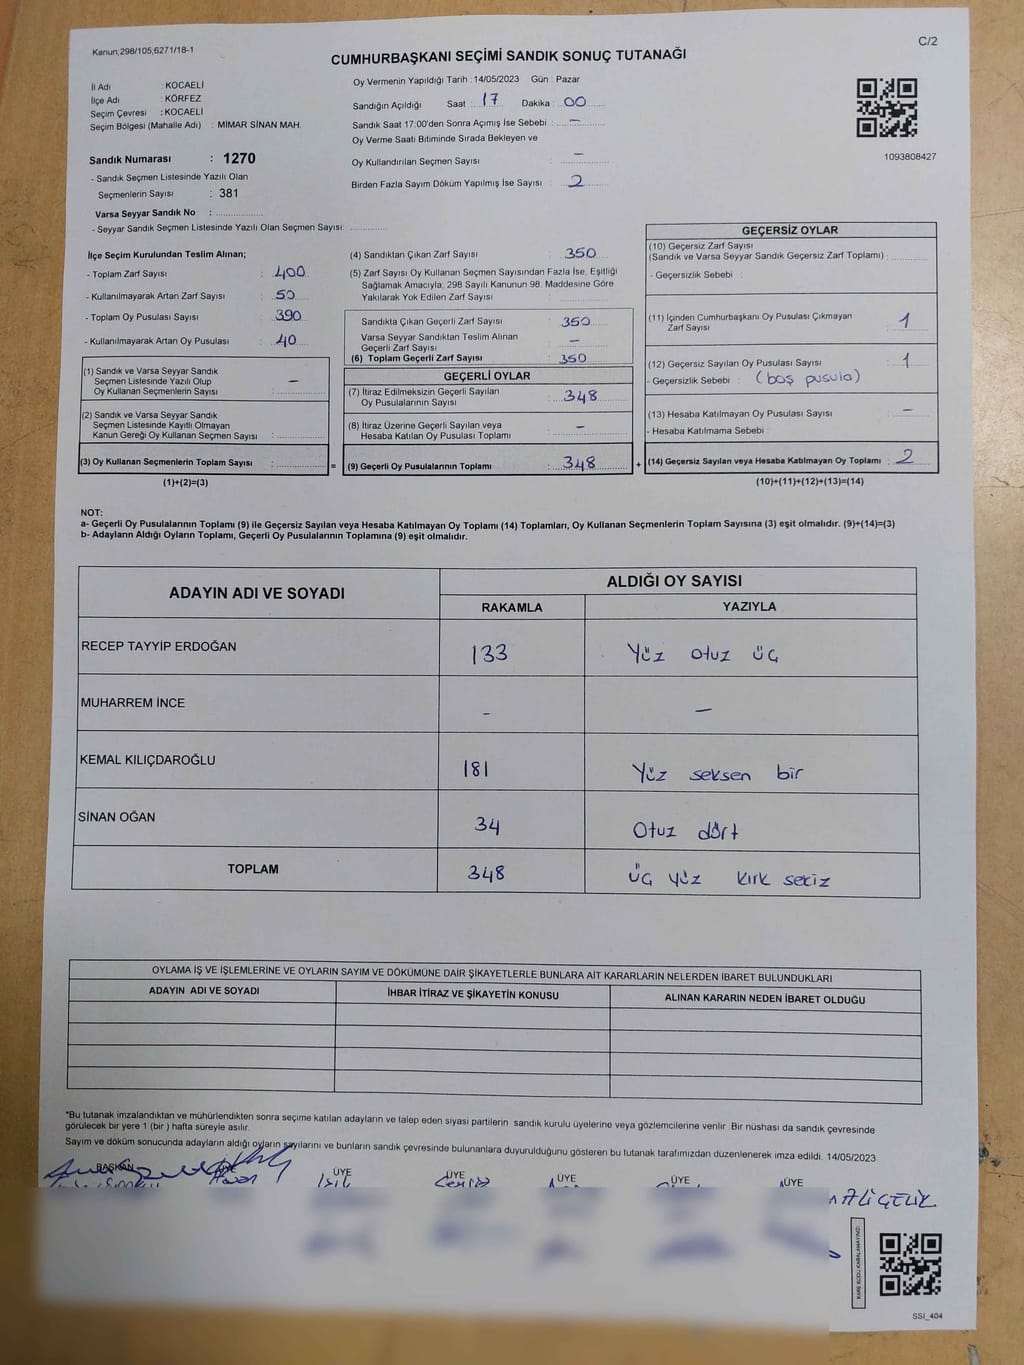 Kanun,298/105,6271/18-1
C/2
CUMHURBAŞKANI SEÇİMİ SANDIK SONUÇ TUTANAĞI
İl Adı : KOCAELİ
İlçe Adı : KÖRFEZ
Seçim Çevresi : KOCAELİ
Seçim Bölgesi (Mahalle Adı) : MİMAR SİNAN MAH.
Sandık Numarası : 1270
- Sandık Seçmen Listesinde Yazılı Olan
Seçmenlerin Sayısı : 381
Varsa Seyyar Sandık No :
- Seyyar Sandık Seçmen Listesinde Yazılı Olan Seçmen Sayısı:
Oy Vermenin Yapıldığı Tarih : 14/05/2023 Gün : Pazar
Sandığın Açıldığı Saat : 17 Dakika : 00
Sandık Saat 17:00'den Sonra Açımış İse Sebebi : —
Oy Verme Saati Bitiminde Sırada Bekleyen ve
Oy Kullandırılan Seçmen Sayısı : —
Birden Fazla Sayım Döküm Yapılmış İse Sayısı : 2
1093808427
İlçe Seçim Kurulundan Teslim Alınan;
- Toplam Zarf Sayısı : 400
- Kullanılmayarak Artan Zarf Sayısı : 50
- Toplam Oy Pusulası Sayısı : 390
- Kullanılmayarak Artan Oy Pusulası : 40
(1) Sandık ve Varsa Seyyar Sandık
Seçmen Listesinde Yazılı Olup
Oy Kullanan Seçmenlerin Sayısı : —
(2) Sandık ve Varsa Seyyar Sandık
Seçmen Listesinde Kayıtlı Olmayan
Kanun Gereği Oy Kullanan Seçmen Sayısı :
(3) Oy Kullanan Seçmenlerin Toplam Sayısı :
(1)+(2)=(3)
=
(4) Sandıktan Çıkan Zarf Sayısı : 350
(5) Zarf Sayısı Oy Kullanan Seçmen Sayısından Fazla İse, Eşitliği
Sağlamak Amacıyla; 298 Sayılı Kanunun 98. Maddesine Göre
Yakılarak Yok Edilen Zarf Sayısı :
Sandıkta Çıkan Geçerli Zarf Sayısı : 350
Varsa Seyyar Sandıktan Teslim Alınan
Geçerli Zarf Sayısı : —
(6) Toplam Geçerli Zarf Sayısı : 350
GEÇERLİ OYLAR
(7) İtiraz Edilmeksizin Geçerli Sayılan
Oy Pusulalarının Sayısı : 348
(8) İtiraz Üzerine Geçerli Sayılan veya
Hesaba Katılan Oy Pusulası Toplamı : —
(9) Geçerli Oy Pusulalarının Toplamı : 348
+
GEÇERSİZ OYLAR
(10) Geçersiz Zarf Sayısı
(Sandık ve Varsa Seyyar Sandık Geçersiz Zarf Toplamı) :
- Geçersizlik Sebebi :
(11) İçinden Cumhurbaşkanı Oy Pusulası Çıkmayan
Zarf Sayısı : 1
(12) Geçersiz Sayılan Oy Pusulası Sayısı : 1
- Geçersizlik Sebebi : (boş pusula)
(13) Hesaba Katılmayan Oy Pusulası Sayısı : —
- Hesaba Katılmama Sebebi :
(14) Geçersiz Sayılan veya Hesaba Katılmayan Oy Toplamı : 2
(10)+(11)+(12)+(13)=(14)
NOT:
a- Geçerli Oy Pusulalarının Toplamı (9) ile Geçersiz Sayılan veya Hesaba Katılmayan Oy Toplamı (14) Toplamları, Oy Kullanan Seçmenlerin Toplam Sayısına (3) eşit olmalıdır. (9)+(14)=(3)
b- Adayların Aldığı Oyların Toplamı, Geçerli Oy Pusulalarının Toplamına (9) eşit olmalıdır.
ADAYIN ADI VE SOYADI
ALDIĞI OY SAYISI
RAKAMLA YAZIYLA
RECEP TAYYİP ERDOĞAN 133 Yüz otuz üç
MUHARREM İNCE – —
KEMAL KILIÇDAROĞLU 181 Yüz seksen bir
SİNAN OĞAN 34 Otuz dört
TOPLAM 348 üç yüz kırk sekiz
OYLAMA İŞ VE İŞLEMLERİNE VE OYLARIN SAYIM VE DÖKÜMÜNE DAİR ŞİKAYETLERLE BUNLARA AİT KARARLARIN NELERDEN İBARET BULUNDUKLARI
ADAYIN ADI VE SOYADI İHBAR İTİRAZ VE ŞİKAYETİN KONUSU ALINAN KARARIN NEDEN İBARET OLDUĞU
*Bu tutanak imzalandıktan ve mühürlendikten sonra seçime katılan adayların ve talep eden siyasi partilerin sandık kurulu üyelerine veya gözlemcilerine verilir. Bir nüshası da sandık çevresinde
görülecek bir yere 1 (bir ) hafta süreyle asılır.
Sayım ve döküm sonucunda adayların aldığı oyların sayılarını ve bunların sandık çevresinde bulunanlara duyurulduğunu gösteren bu tutanak tarafımızdan düzenlenerek imza edildi. 14/05/2023
BAŞKAN ÜYE ÜYE ÜYE ÜYE ÜYE
ALİ ÇELİK
KARE KODU KARALAMAYINIZ!
SSI_404